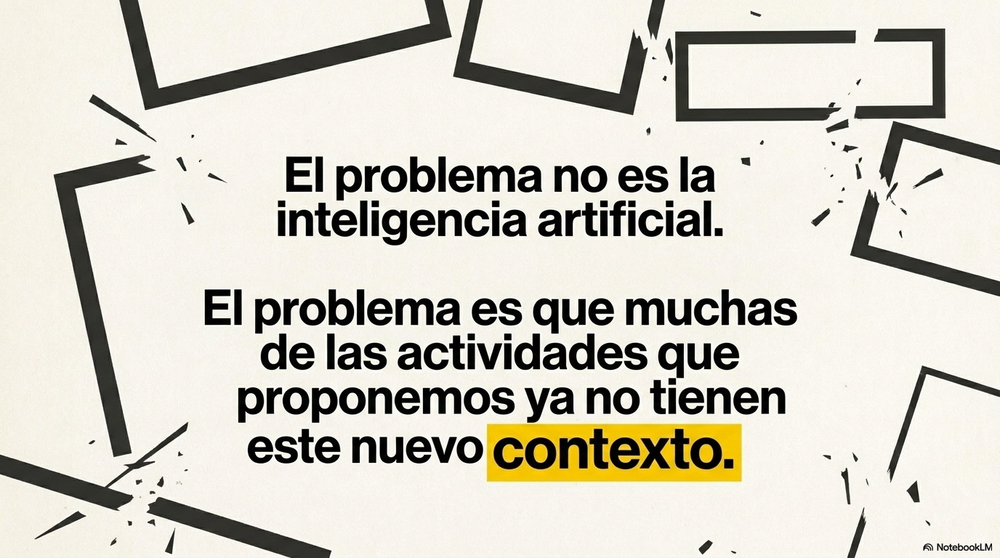 El problema no es la
inteligencia artificial.
El problema es que muchas
de las actividades que
proponemos ya no tienen
este nuevo contexto.
NotebookLM